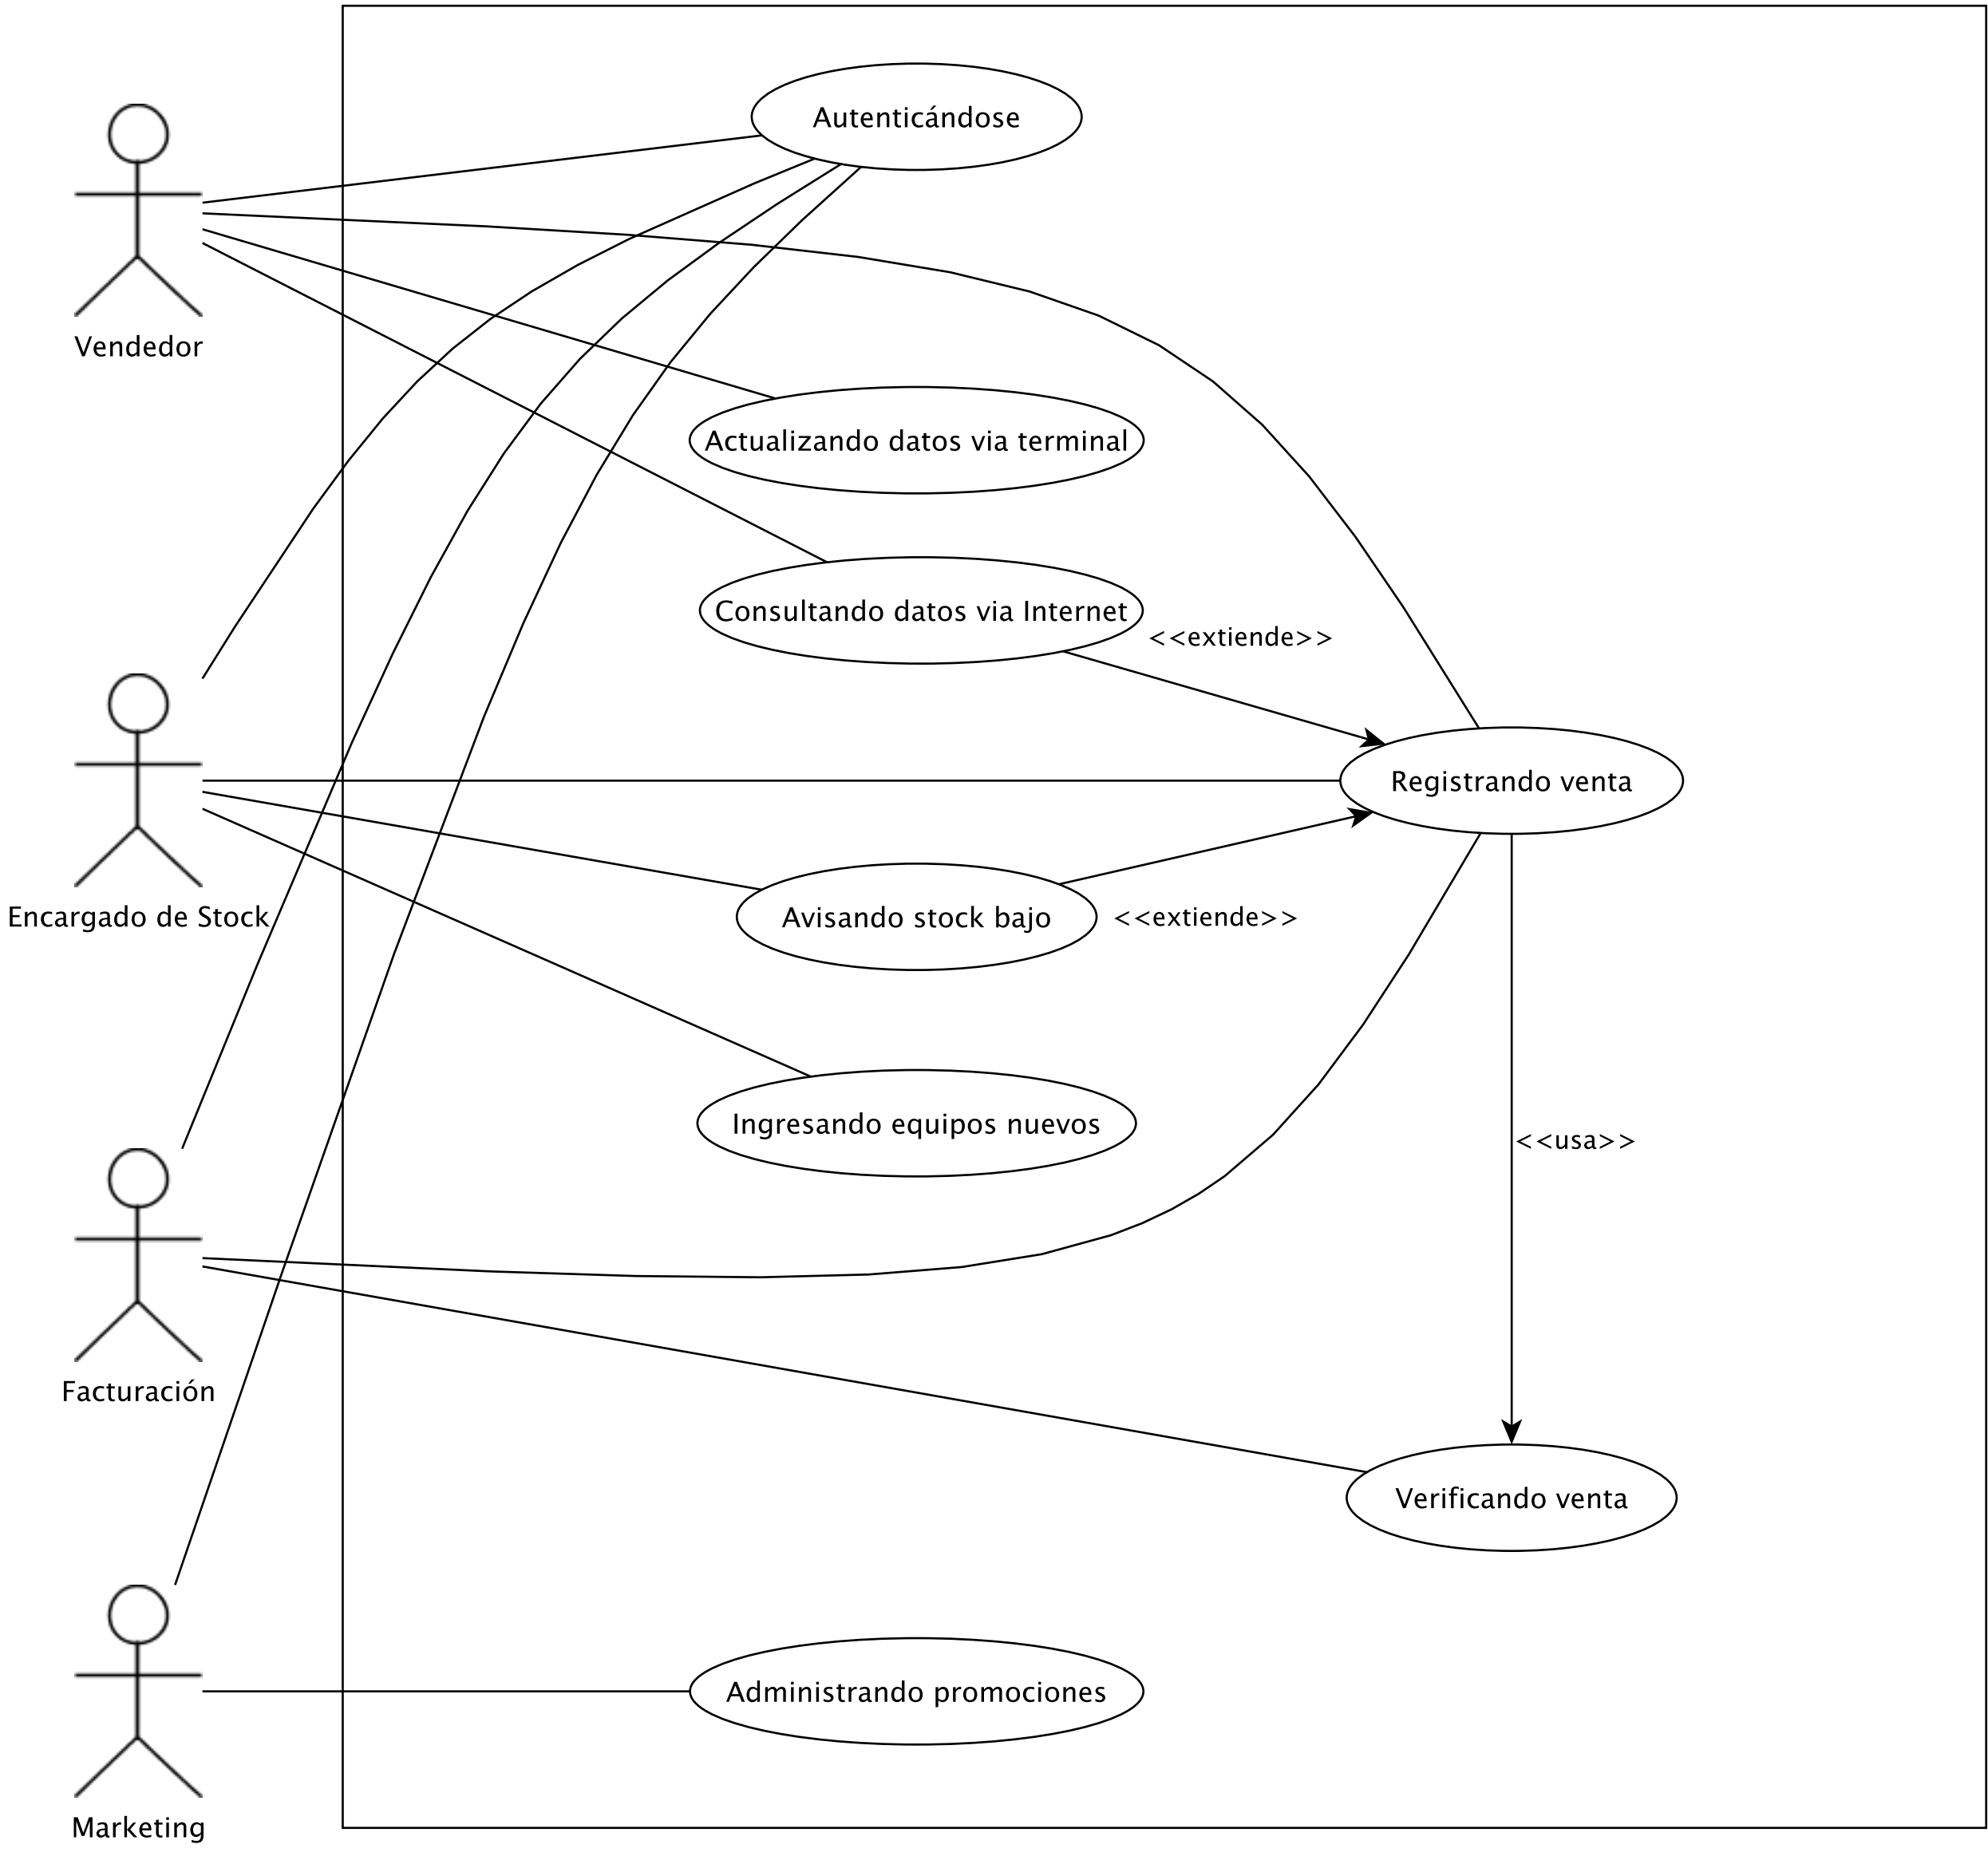 Autenticándose
Vendedor
Actualizando datos via terminal
Consultando datos via Internet
<<extiende>>
Registrando venta
Encargado de Stock
Avisando stock bajo
<<extiende>>
Ingresando equipos nuevos
<<usa>>
Facturación
Verificando venta
Administrando promociones
Marketing